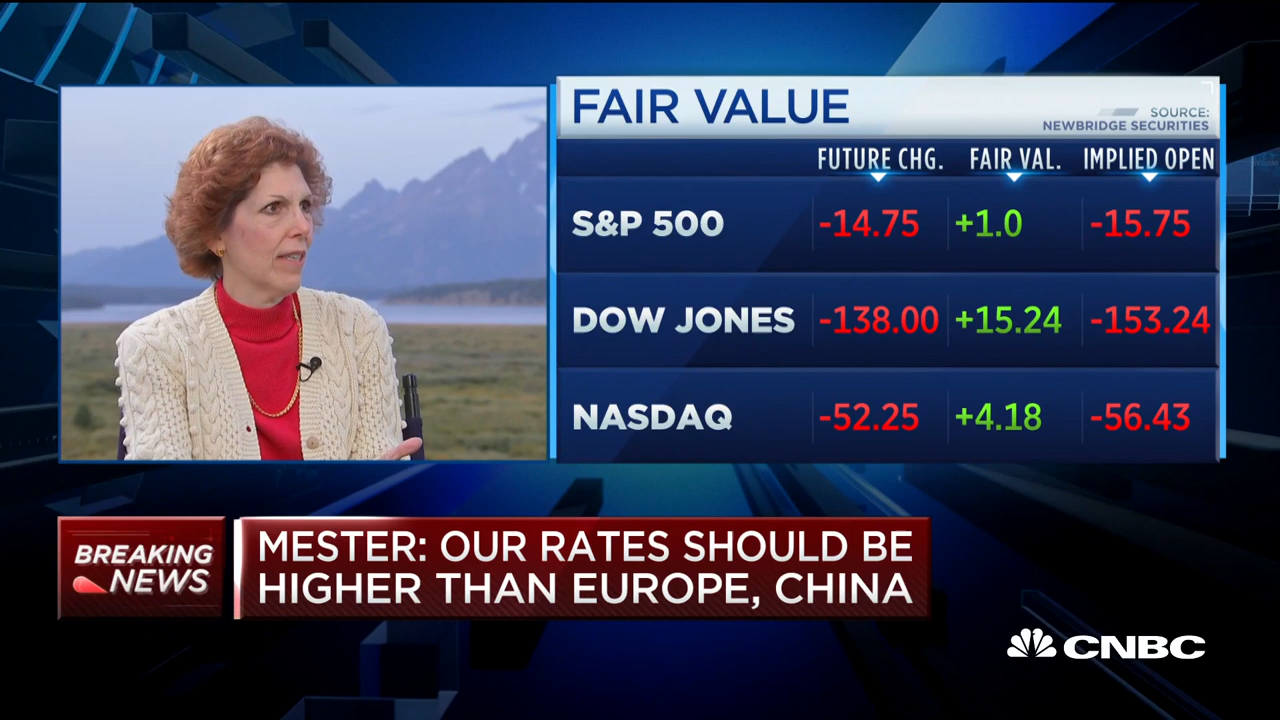 FAIR VALUE
SOURCE:
NEWBRIDGE SECURITIES
FUTURE CHG. FAIR VAL. IMPLIED OPEN
S&P 500 -14.75 +1.0 -15.75
DOW JONES -138.00 +15.24 -153.24
NASDAQ -52.25 +4.18 -56.43
BREAKING
NEWS
MESTER: OUR RATES SHOULD BE
HIGHER THAN EUROPE, CHINA
CNBC